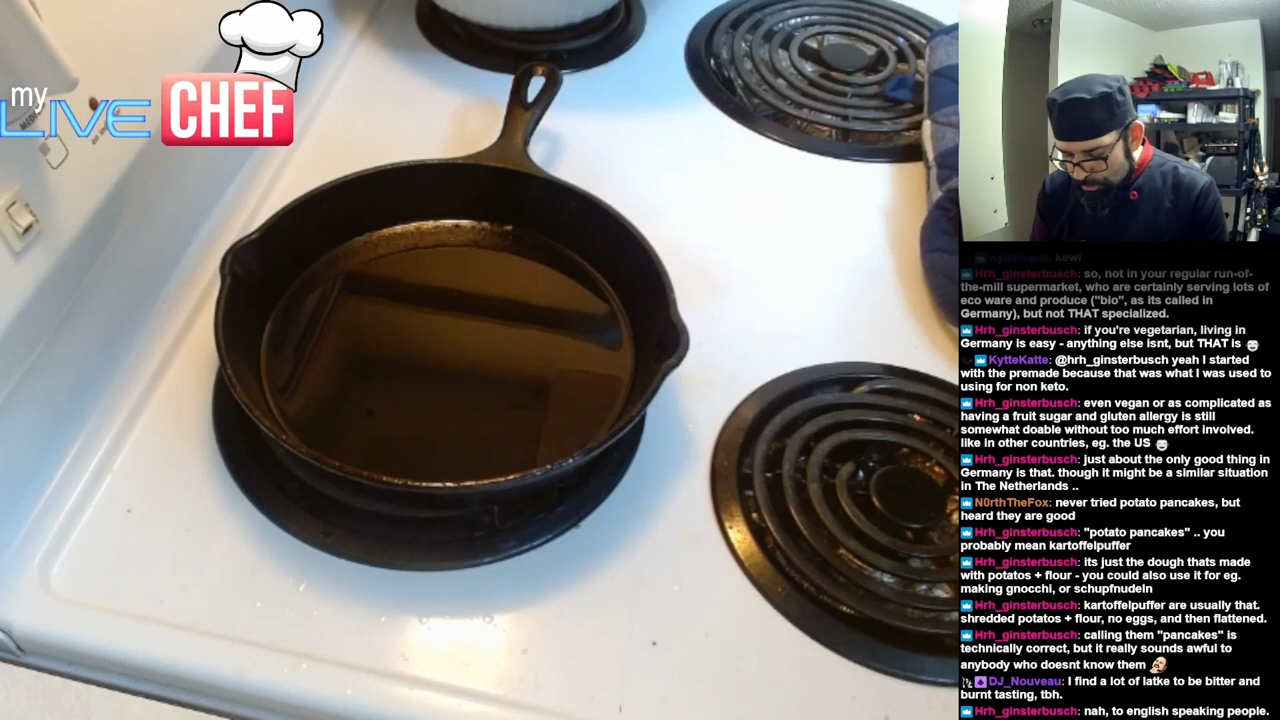 my
LIVE CHEF
KytteKatte: kewl
Hrh_ginsterbusch: so, not in your regular run-of-
the-mill supermarket, who are certainly serving lots of
eco ware and produce ("bio", as its called in
Germany), but not THAT specialized.
Hrh_ginsterbusch: if you're vegetarian, living in
Germany is easy - anything else isnt, but THAT is
KytteKatte: @hrh_ginsterbusch yeah I started
with the premade because that was what I was used to
using for non keto.
Hrh_ginsterbusch: even vegan or as complicated as
having a fruit sugar and gluten allergy is still
somewhat doable without too much effort involved.
like in other countries, eg. the US
Hrh_ginsterbusch: just about the only good thing in
Germany is that. though it might be a similar situation
in The Netherlands ..
N0rthTheFox: never tried potato pancakes, but
heard they are good
Hrh_ginsterbusch: "potato pancakes" .. you
probably mean kartoffelpuffer
Hrh_ginsterbusch: its just the dough thats made
with potatos + flour - you could also use it for eg.
making gnocchi, or schupfnudeln
Hrh_ginsterbusch: kartoffelpuffer are usually that.
shredded potatos + flour, no eggs, and then flattened.
Hrh_ginsterbusch: calling them "pancakes" is
technically correct, but it really sounds awful to
anybody who doesnt know them
DJ_Nouveau: I find a lot of latke to be bitter and
burnt tasting, tbh.
Hrh_ginsterbusch: nah, to english speaking people.